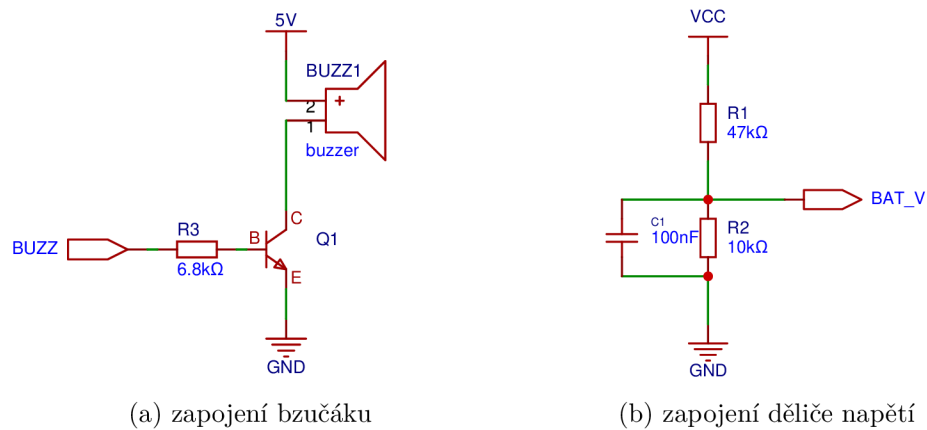 5V
BUZZ1
+
2
1
buzzer
C
R3
B
Q1
BUZZ
6.8kΩ
E
GND
(a) zapojení bzučáku
VCC
R1
47kΩ
BAT_V
C1
100nF
R2
10kΩ
GND
(b) zapojení děliče napětí